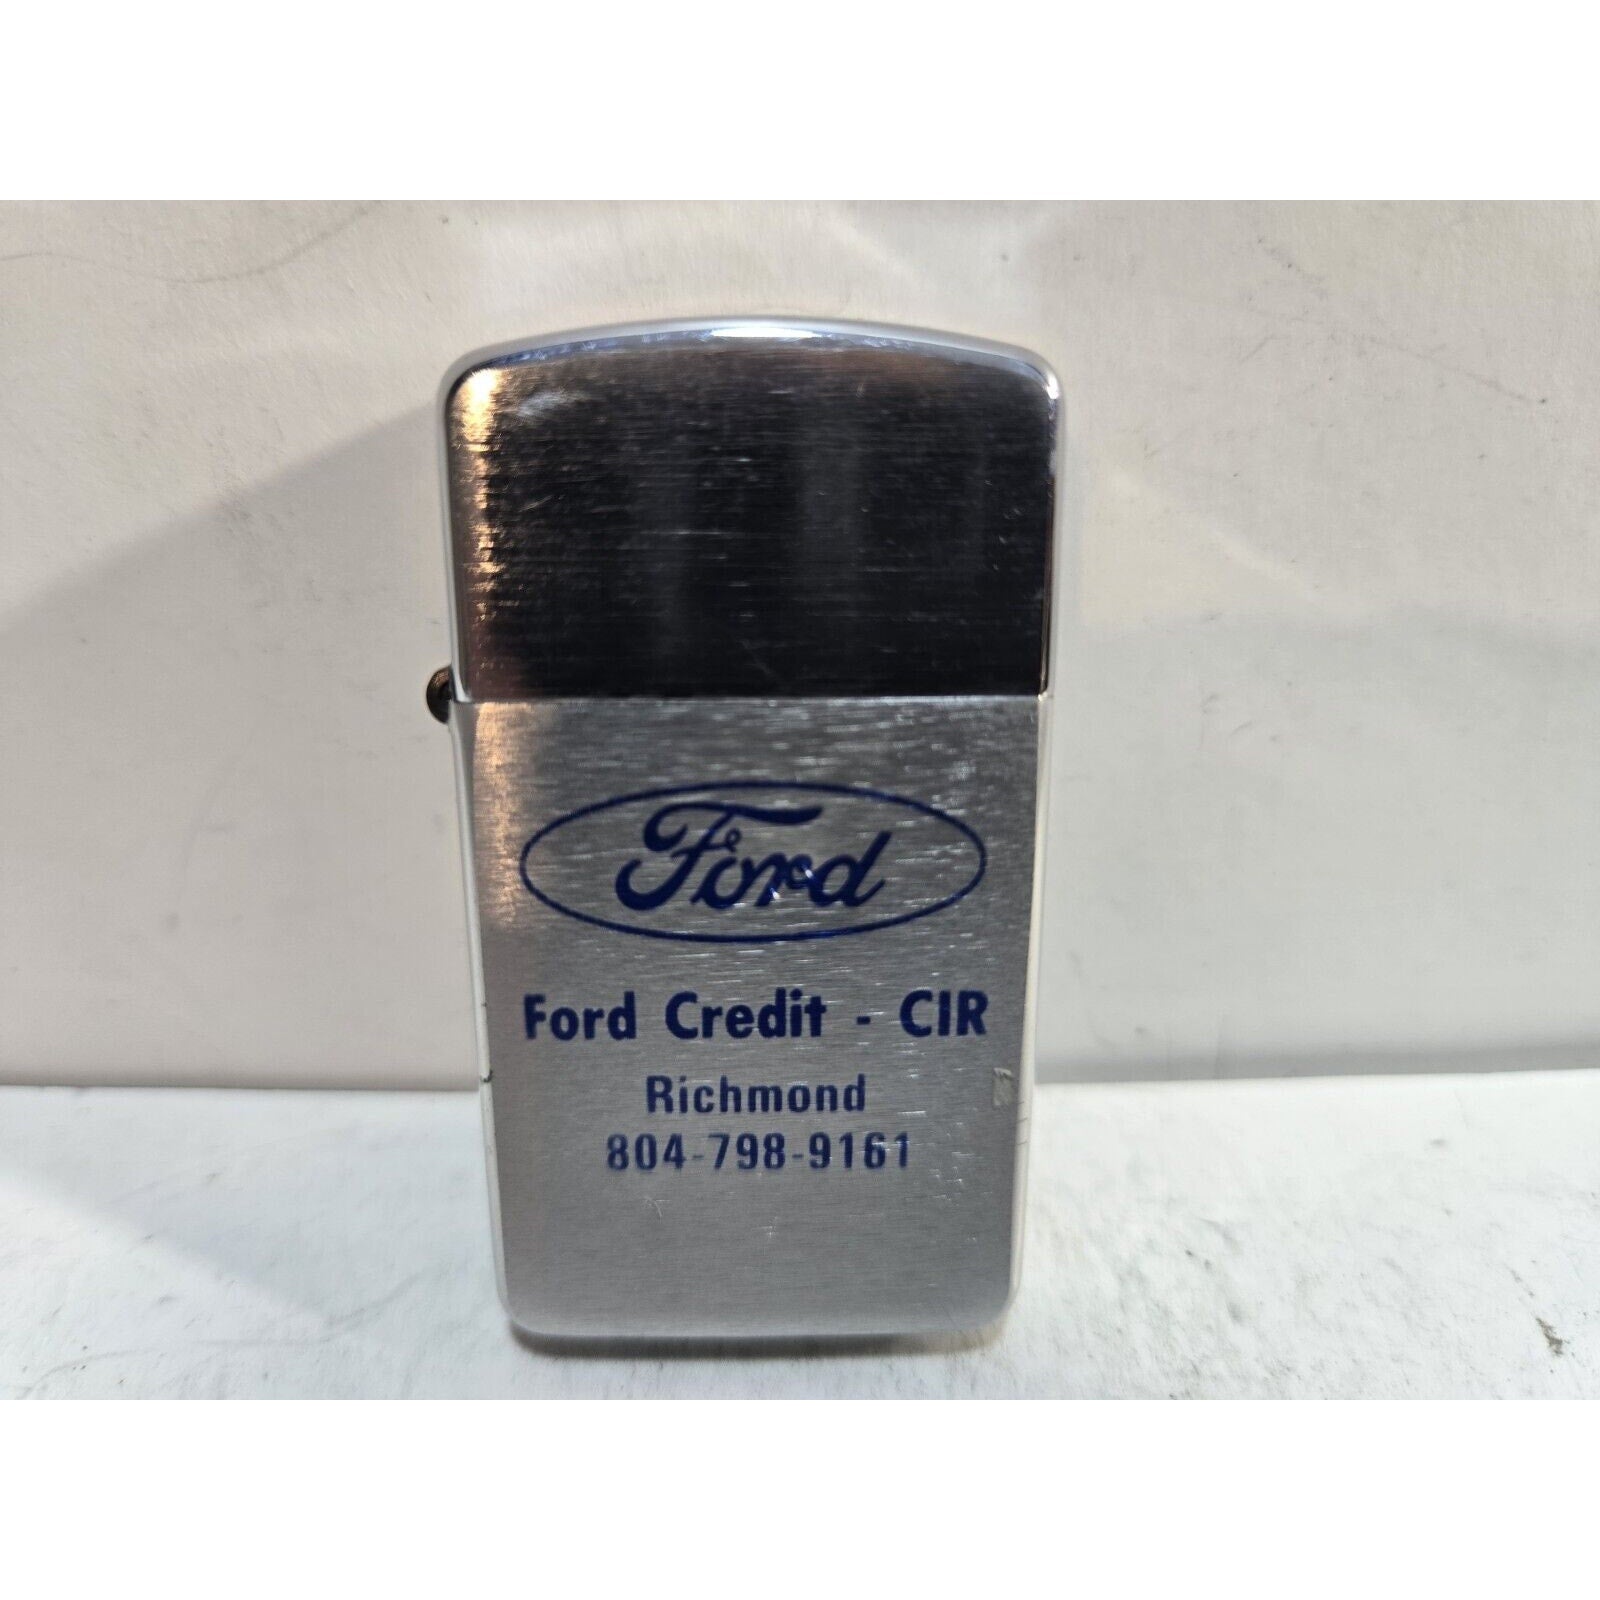 Ford
Ford Credit - CIR
Richmond
804-798-9161